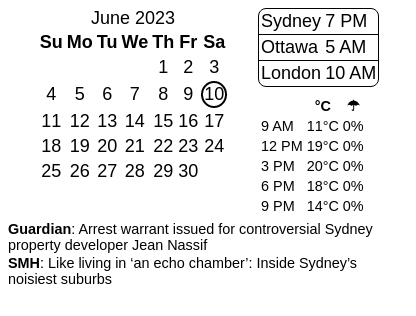 June 2023
Su Mo Tu We Th Fr Sa
1 2 3
4 5 6 7 8 9 10
11 12 13 14 15 16 17
18 19 20 21 22 23 24
25 26 27 28 29 30
Sydney 7 PM
Ottawa 5 AM
London 10 AM
°C ☂
9 AM 11°C 0%
12 PM 19°C 0%
3 PM 20°C 0%
6 PM 18°C 0%
9 PM 14°C 0%
Guardian: Arrest warrant issued for controversial Sydney
property developer Jean Nassif
SMH: Like living in ‘an echo chamber’: Inside Sydney’s
noisiest suburbs